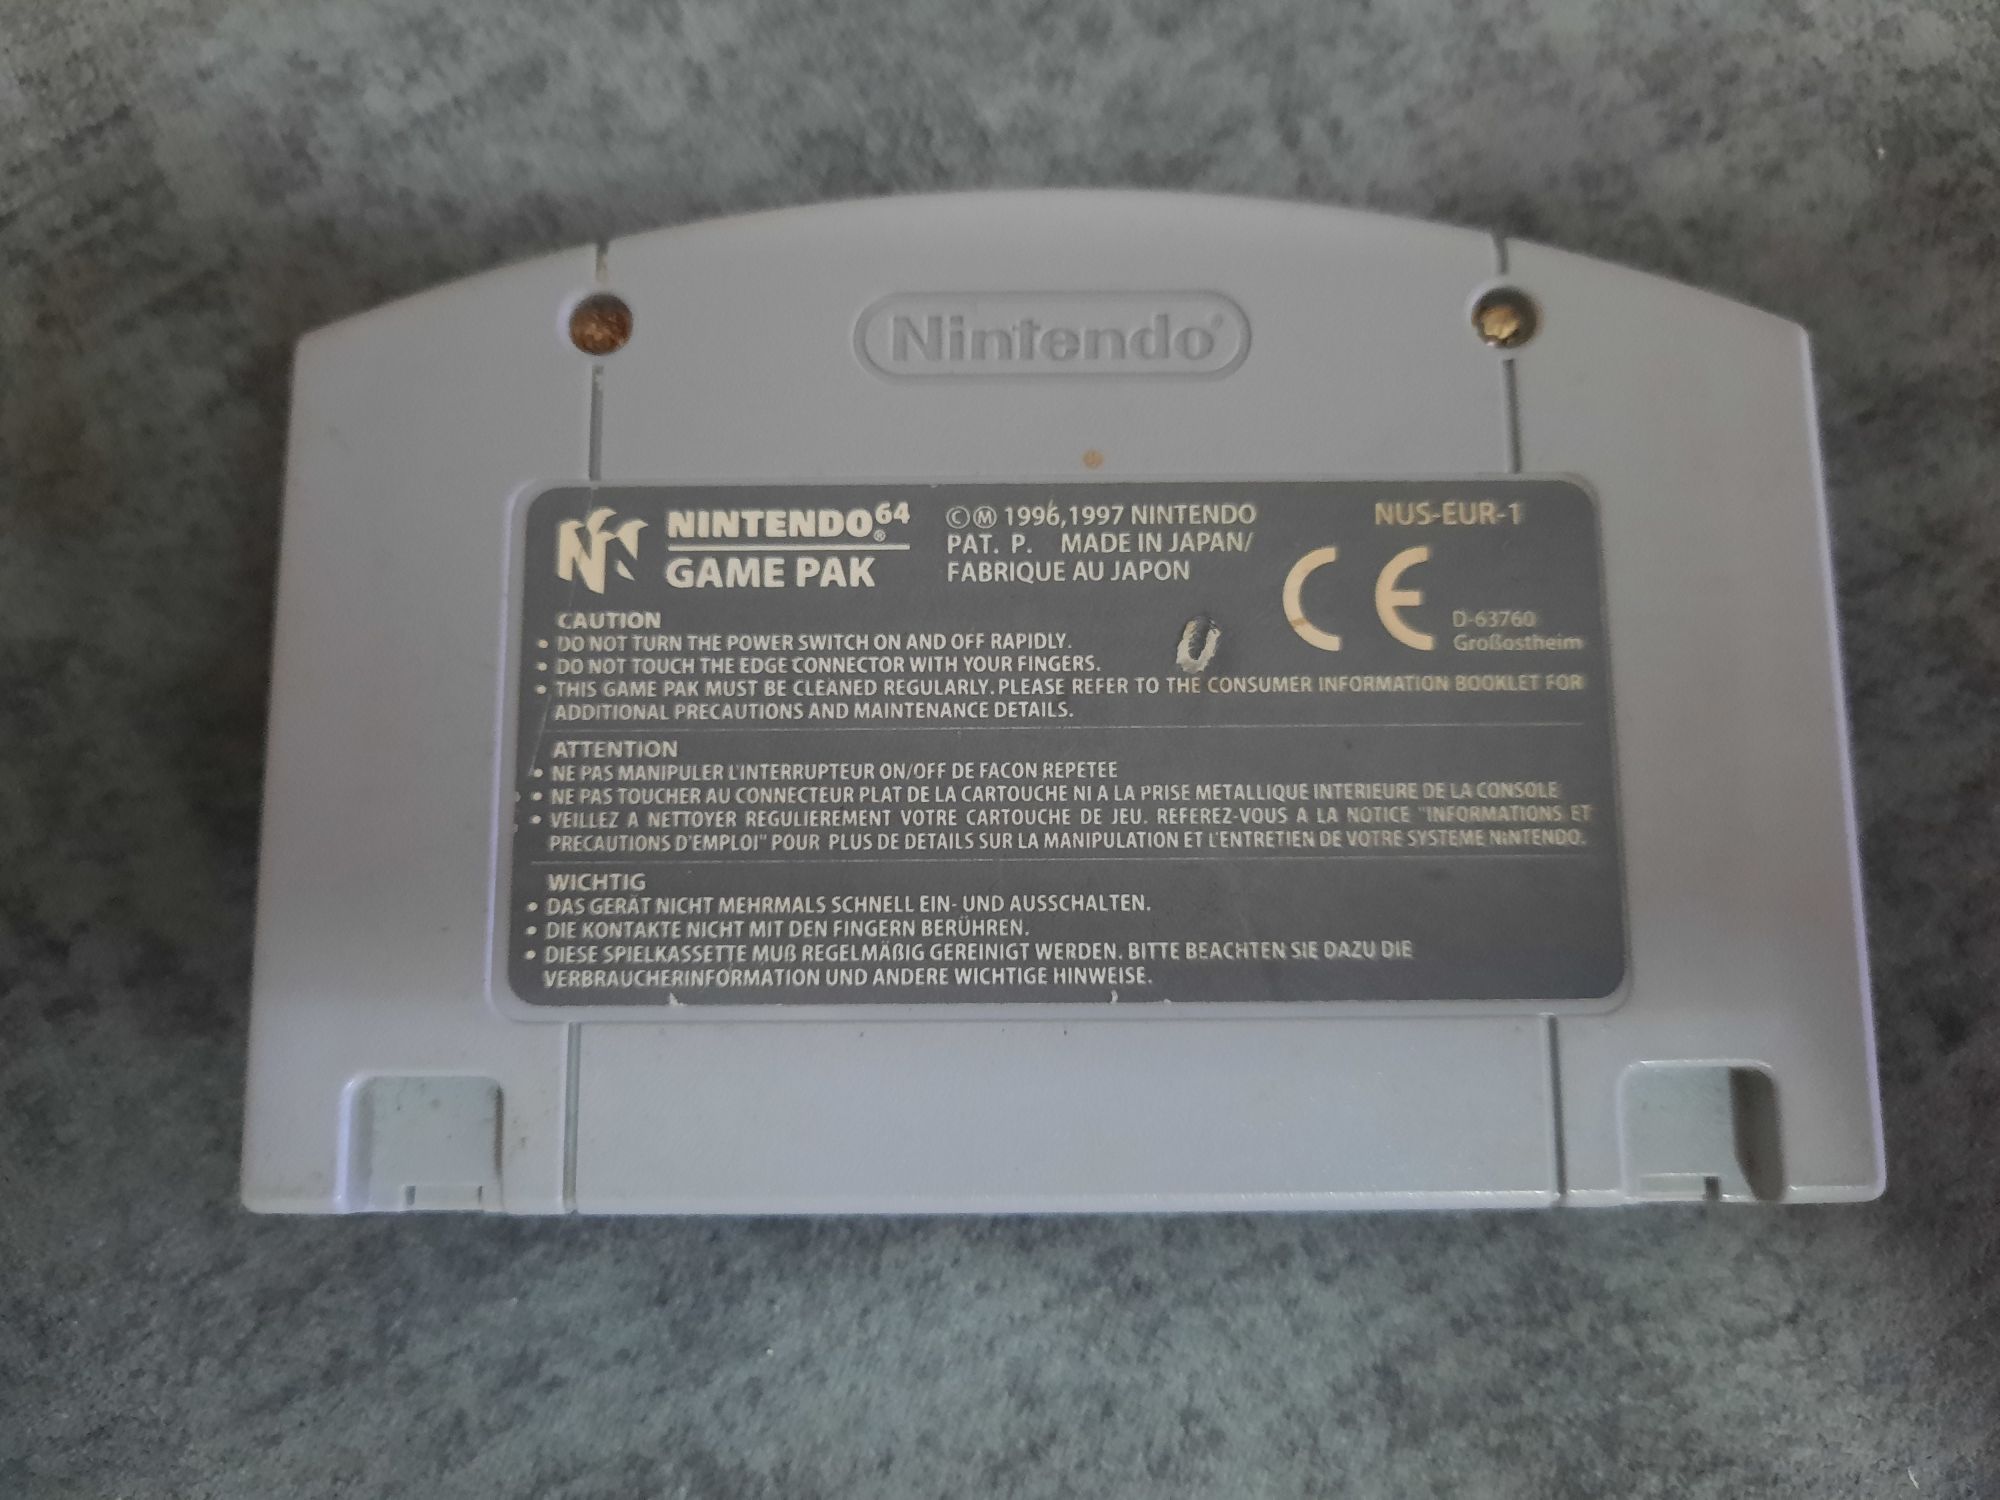 Nintendo®
NINTENDO64®
GAME PAK
©Ⓜ 1996,1997 NINTENDO
PAT. P. MADE IN JAPAN/
FABRIQUE AU JAPON
NUS-EUR-1
CE
D-63760
Großostheim
CAUTION
• DO NOT TURN THE POWER SWITCH ON AND OFF RAPIDLY.
• DO NOT TOUCH THE EDGE CONNECTOR WITH YOUR FINGERS.
• THIS GAME PAK MUST BE CLEANED REGULARLY. PLEASE REFER TO THE CONSUMER INFORMATION BOOKLET FOR
ADDITIONAL PRECAUTIONS AND MAINTENANCE DETAILS.
ATTENTION
• NE PAS MANIPULER L'INTERRUPTEUR ON/OFF DE FACON REPETEE
• NE PAS TOUCHER AU CONNECTEUR PLAT DE LA CARTOUCHE NI A LA PRISE METALLIQUE INTERIEURE DE LA CONSOLE
• VEILLEZ A NETTOYER REGULIEREMENT VOTRE CARTOUCHE DE JEU. REFEREZ-VOUS A LA NOTICE "INFORMATIONS ET
PRECAUTIONS D'EMPLOI" POUR PLUS DE DETAILS SUR LA MANIPULATION ET L'ENTRETIEN DE VOTRE SYSTEME NINTENDO.
WICHTIG
• DAS GERÄT NICHT MEHRMALS SCHNELL EIN- UND AUSSCHALTEN.
• DIE KONTAKTE NICHT MIT DEN FINGERN BERÜHREN.
• DIESE SPIELKASSETTE MUß REGELMÄßIG GEREINIGT WERDEN. BITTE BEACHTEN SIE DAZU DIE
VERBRAUCHERINFORMATION UND ANDERE WICHTIGE HINWEISE.